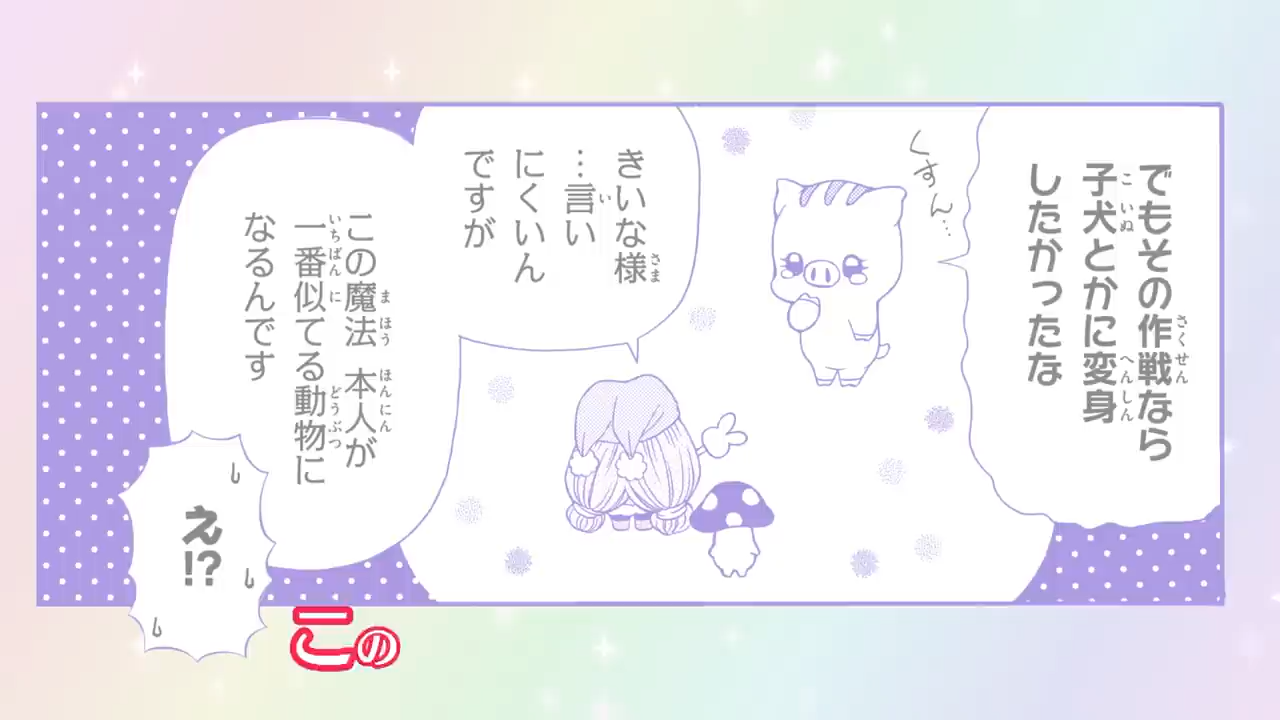 でもその作戦なら
子犬とかに変身
したかったな
くすん…
きいな様
…言い
にくいん
ですが
この魔法 本人が
一番似てる動物に
なるんです
え!?
この